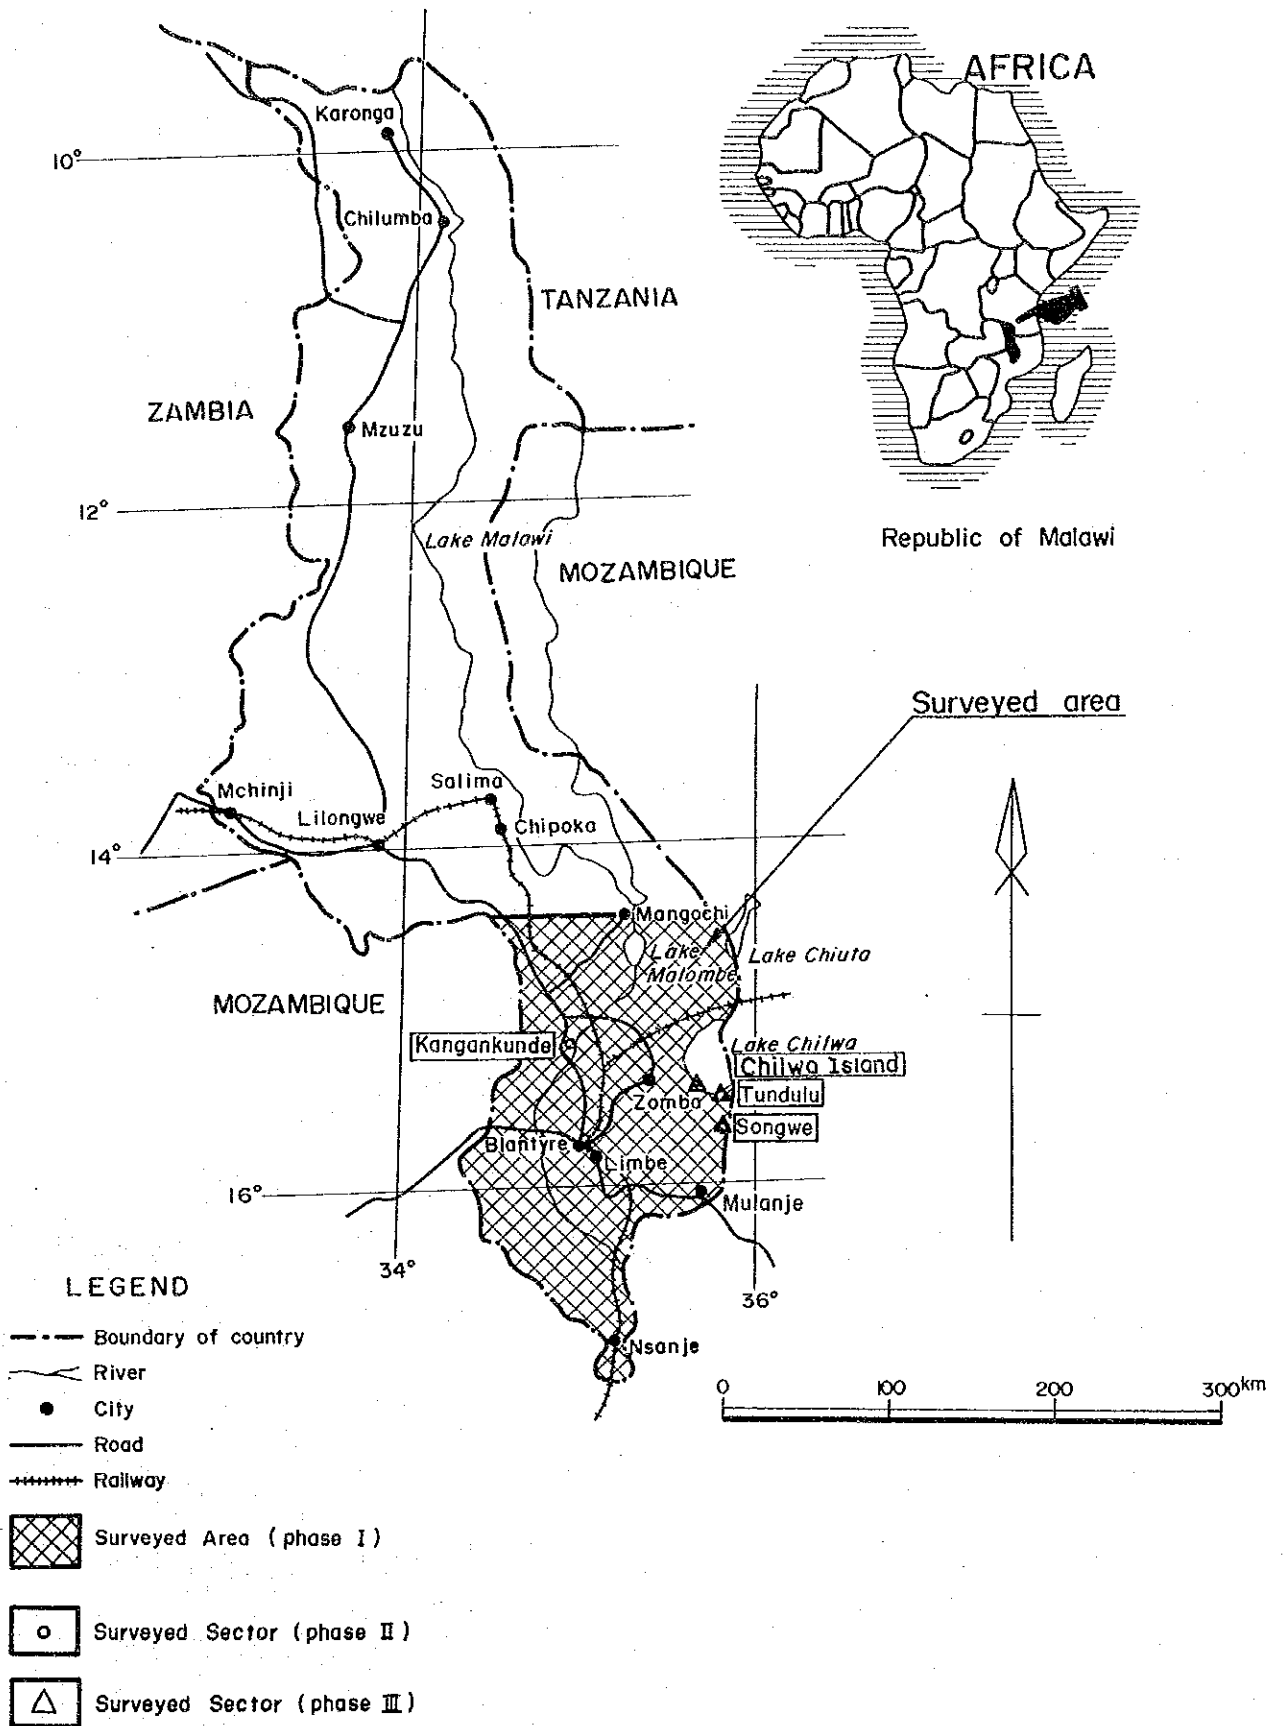 AFRICA
Karonga
10°
Chilumba
TANZANIA
ZAMBIA
Mzuzu
12°
Lake Malawi
Republic of Malawi
MOZAMBIQUE
Surveyed area
Mchinji
Salima
Lilongwe
Chipoka
14°
Mangochi
Lake
Malombe
Lake Chiuta
MOZAMBIQUE
Kangankunde
Lake Chilwa
Chilwa Island
Zomba
Tundulu
Songwe
Blantyre
Limbe
16°
Mulanje
34°
36°
LEGEND
Boundary of country
Nsanje
River
0 100 200 300km
City
Road
Railway
Surveyed Area (phase I)
Surveyed Sector (phase II)
Surveyed Sector (phase III)